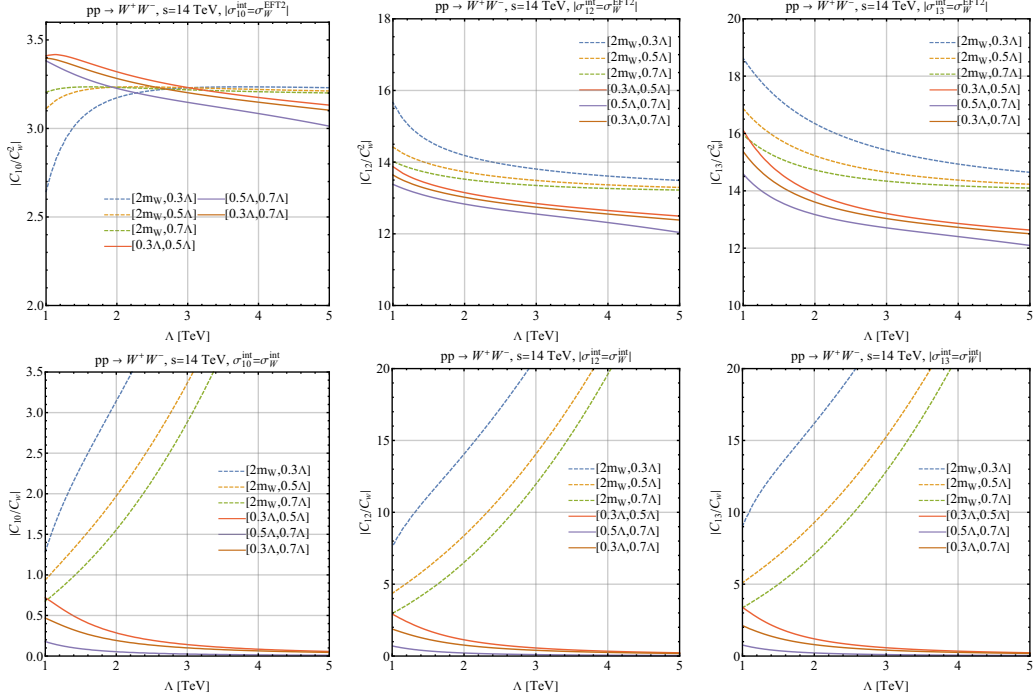 pp → W⁺W⁻, s=14 TeV, |σ₁₀^int=σ_W^EFT2|
3.5
3.0
2.5
2.0
|C₁₀/C_w²|
[2m_W,0.3Λ] [0.5Λ,0.7Λ]
[2m_W,0.5Λ] [0.3Λ,0.7Λ]
[2m_W,0.7Λ]
[0.3Λ,0.5Λ]
1 2 3 4 5
Λ [TeV]
pp → W⁺W⁻, s=14 TeV, |σ₁₂^int=σ_W^EFT2|
20
18
16
14
12
10
|C₁₂/C_w²|
[2m_W,0.3Λ]
[2m_W,0.5Λ]
[2m_W,0.7Λ]
[0.3Λ,0.5Λ]
[0.5Λ,0.7Λ]
[0.3Λ,0.7Λ]
1 2 3 4 5
Λ [TeV]
pp → W⁺W⁻, s=14 TeV, |σ₁₃^int=σ_W^EFT2|
20
18
16
14
12
10
|C₁₃/C_w²|
[2m_W,0.3Λ]
[2m_W,0.5Λ]
[2m_W,0.7Λ]
[0.3Λ,0.5Λ]
[0.5Λ,0.7Λ]
[0.3Λ,0.7Λ]
1 2 3 4 5
Λ [TeV]
pp → W⁺W⁻, s=14 TeV, σ₁₀^int=σ_W^int
3.5
3.0
2.5
2.0
1.5
1.0
0.5
0.0
|C₁₀/C_w|
[2m_W,0.3Λ]
[2m_W,0.5Λ]
[2m_W,0.7Λ]
[0.3Λ,0.5Λ]
[0.5Λ,0.7Λ]
[0.3Λ,0.7Λ]
1 2 3 4 5
Λ [TeV]
pp → W⁺W⁻, s=14 TeV, |σ₁₂^int=σ_W^int|
20
15
10
5
0
|C₁₂/C_w|
[2m_W,0.3Λ]
[2m_W,0.5Λ]
[2m_W,0.7Λ]
[0.3Λ,0.5Λ]
[0.5Λ,0.7Λ]
[0.3Λ,0.7Λ]
1 2 3 4 5
Λ [TeV]
pp → W⁺W⁻, s=14 TeV, |σ₁₃^int=σ_W^int|
20
15
10
5
0
|C₁₃/C_w|
[2m_W,0.3Λ]
[2m_W,0.5Λ]
[2m_W,0.7Λ]
[0.3Λ,0.5Λ]
[0.5Λ,0.7Λ]
[0.3Λ,0.7Λ]
1 2 3 4 5
Λ [TeV]